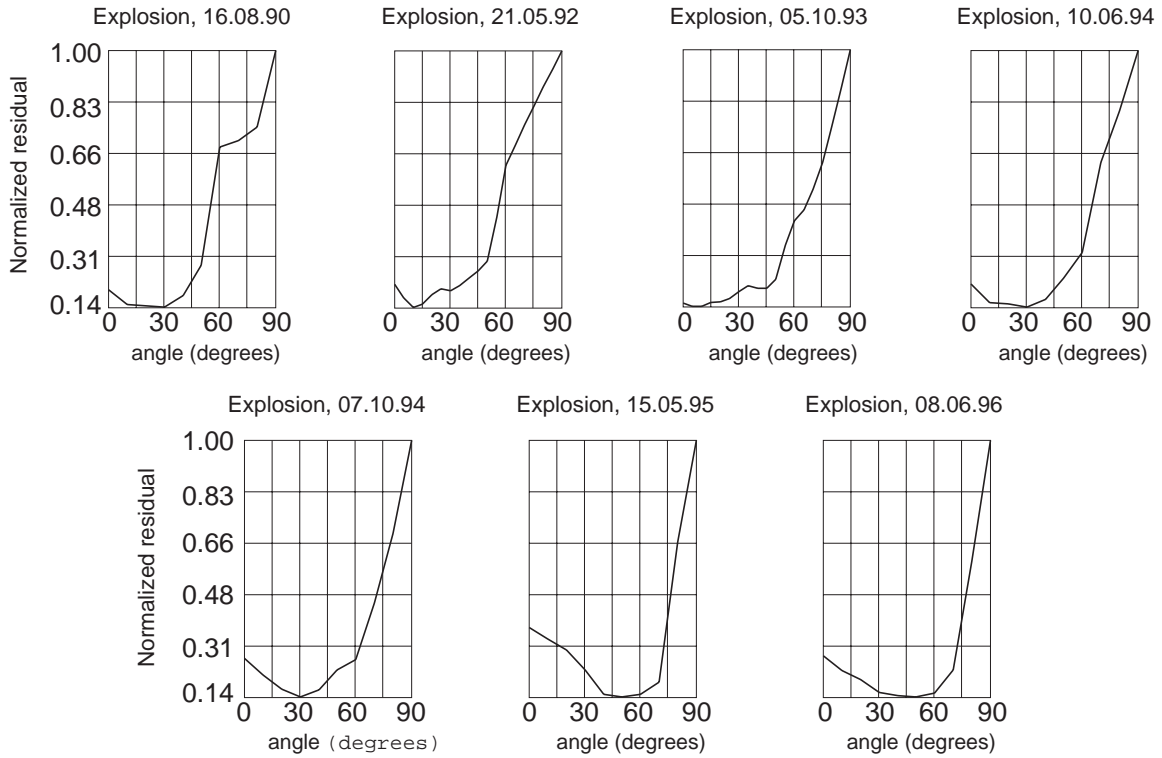 Explosion, 16.08.90
Explosion, 21.05.92
Explosion, 05.10.93
Explosion, 10.06.94
Normalized residual
1.00
0.83
0.66
0.48
0.31
0.14
0 30 60 90
0 30 60 90
0 30 60 90
0 30 60 90
angle (degrees)
angle (degrees)
angle (degrees)
angle (degrees)
Explosion, 07.10.94
Explosion, 15.05.95
Explosion, 08.06.96
Normalized residual
1.00
0.83
0.66
0.48
0.31
0.14
0 30 60 90
0 30 60 90
0 30 60 90
angle (degrees)
angle (degrees)
angle (degrees)